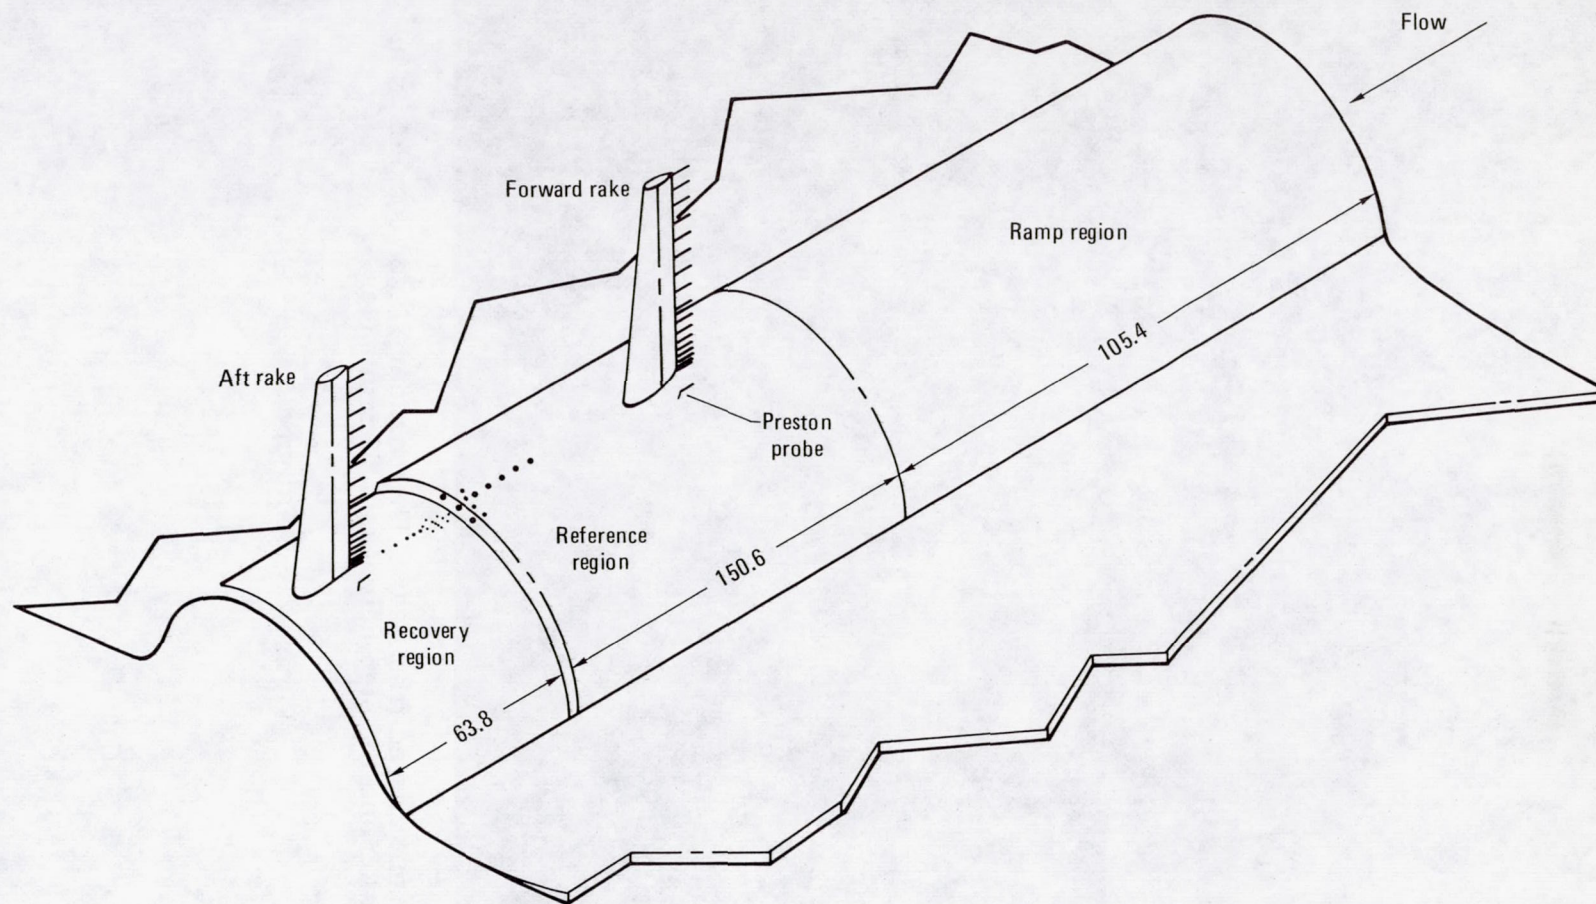 Flow
Forward rake
Ramp region
105.4
Aft rake
Preston
probe
Reference
region
150.6
Recovery
region
63.8